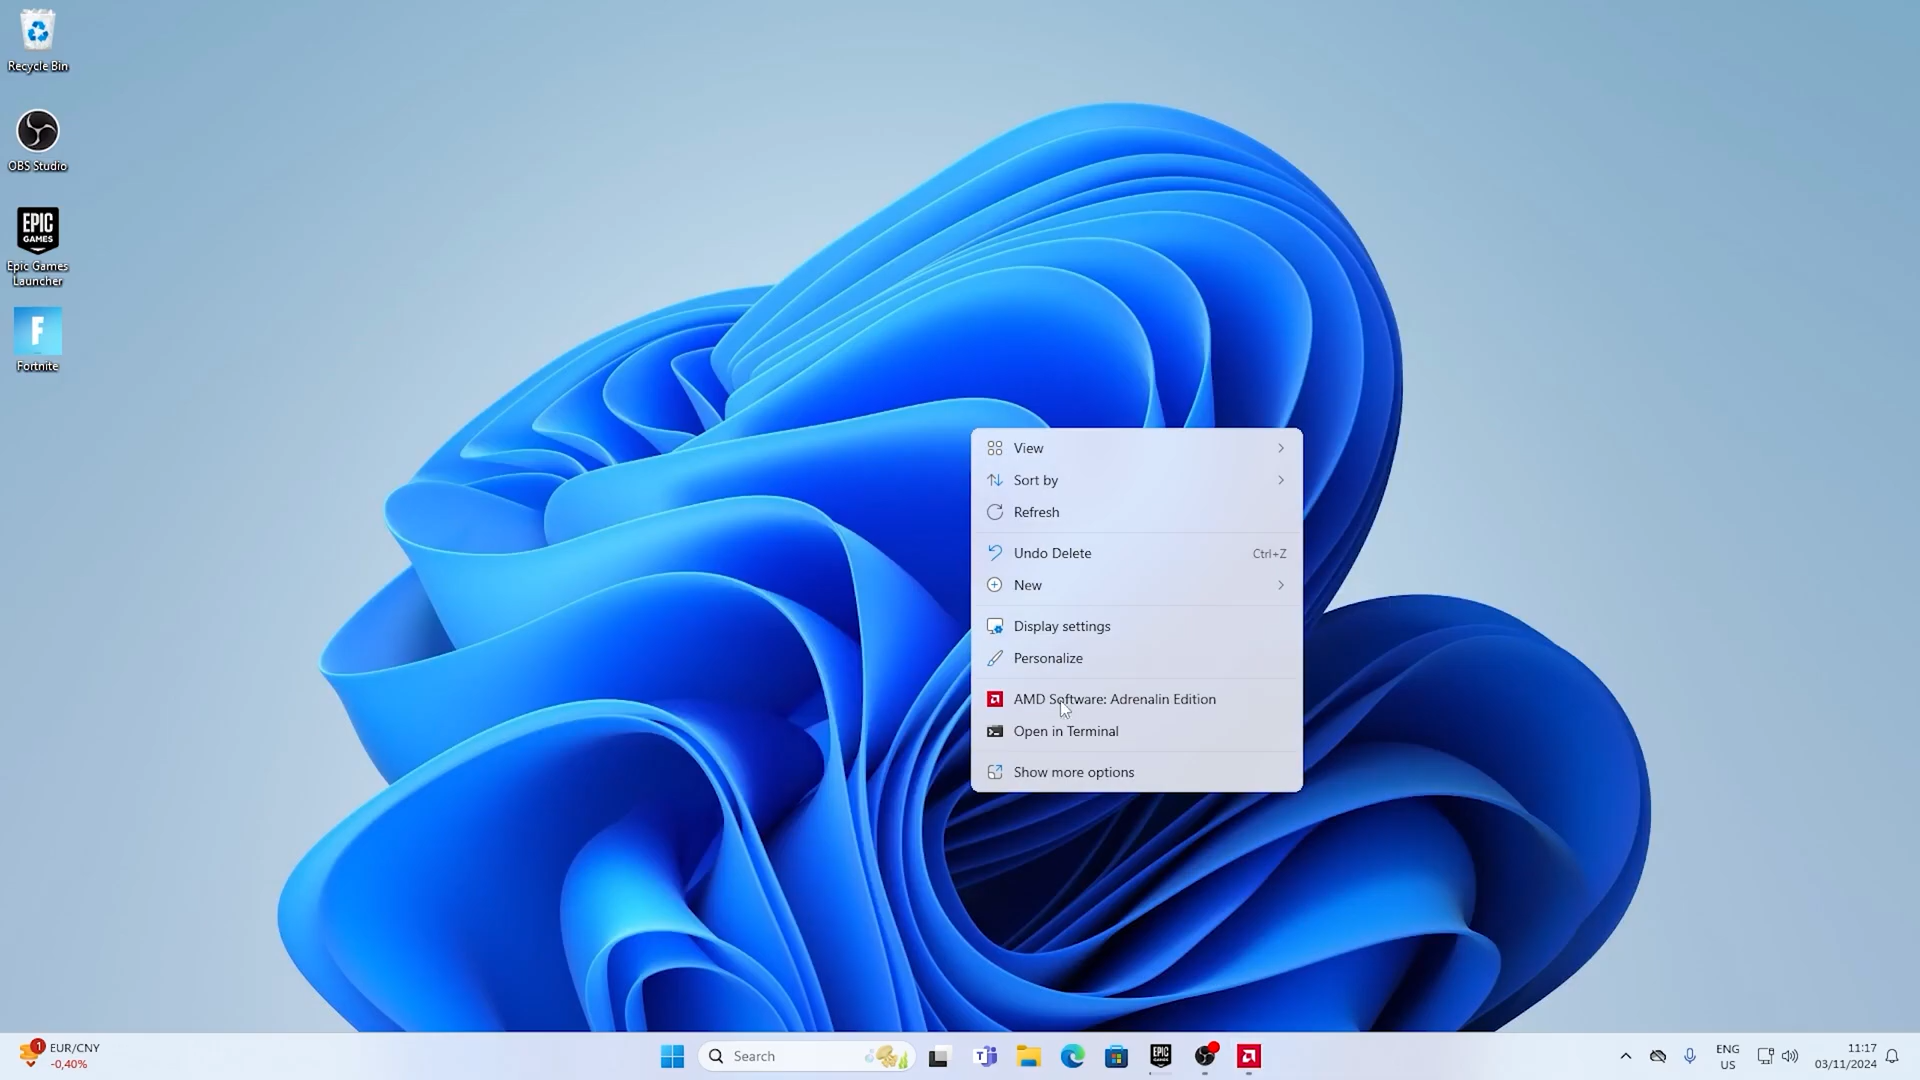 Recycle Bin
OBS Studio
EPIC
GAMES
Epic Games
Launcher
F
Fortnite
View
Sort by
Refresh
Undo Delete Ctrl+Z
New
Display settings
Personalize
AMD Software: Adrenalin Edition
Open in Terminal
Show more options
1
EUR/CNY
-0,40%
Search
EPIC
GAMES
ENG
US
11:17
03/11/2024